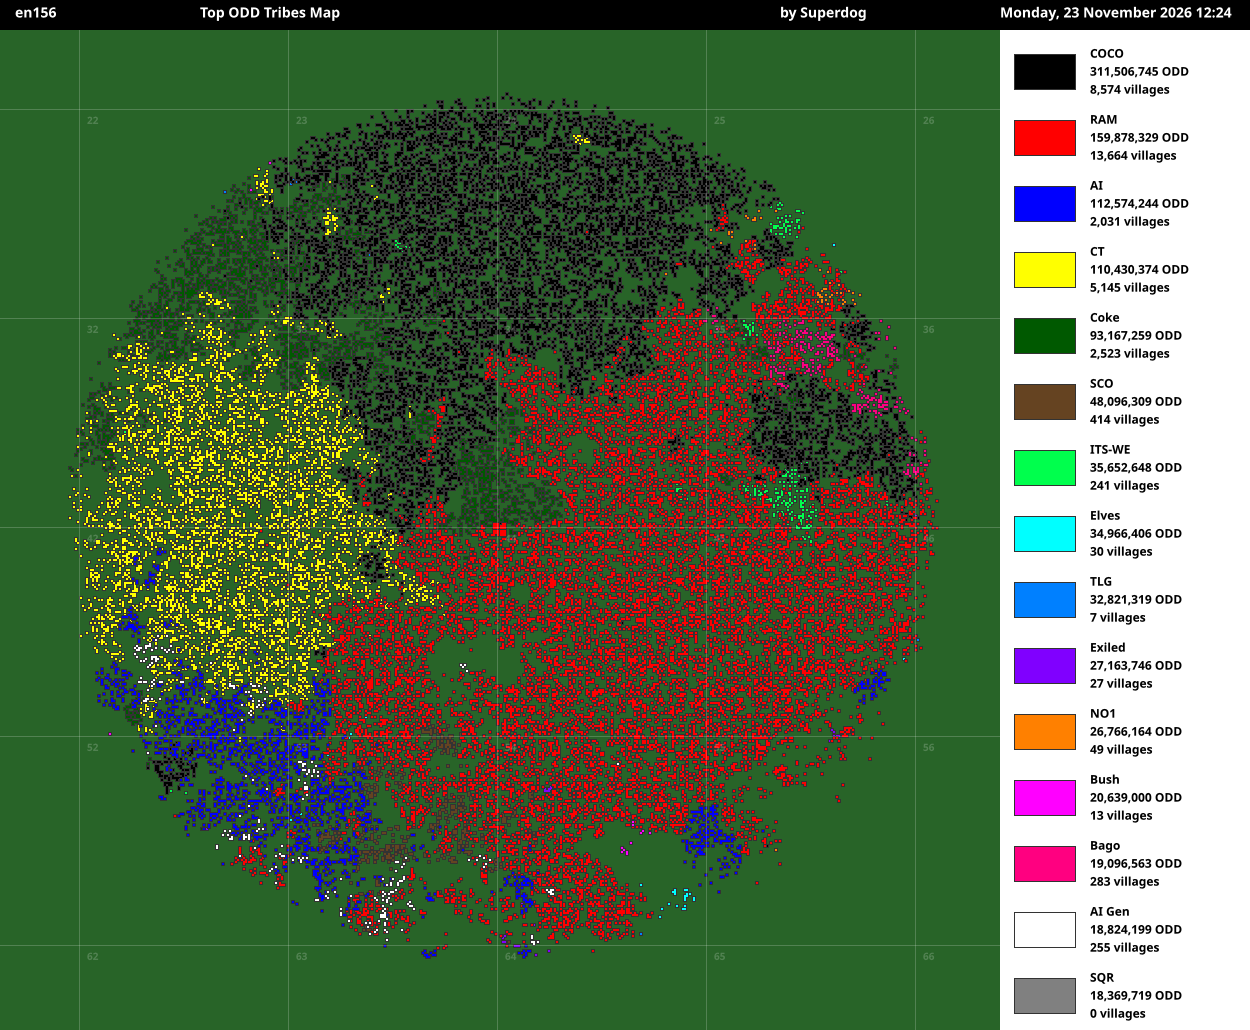 en156 Top ODD Tribes Map by Superdog Monday, 23 November 2026 12:24
COCO
311,506,745 ODD
8,574 villages
RAM
159,878,329 ODD
13,664 villages
AI
112,574,244 ODD
2,031 villages
CT
110,430,374 ODD
5,145 villages
Coke
93,167,259 ODD
2,523 villages
SCO
48,096,309 ODD
414 villages
ITS-WE
35,652,648 ODD
241 villages
Elves
34,966,406 ODD
30 villages
TLG
32,821,319 ODD
7 villages
Exiled
27,163,746 ODD
27 villages
NO1
26,766,164 ODD
49 villages
Bush
20,639,000 ODD
13 villages
Bago
19,096,563 ODD
283 villages
AI Gen
18,824,199 ODD
255 villages
SQR
18,369,719 ODD
0 villages
22 23 25 26
32 35 36
46
52 53 54 55 56
62 63 64 65 66